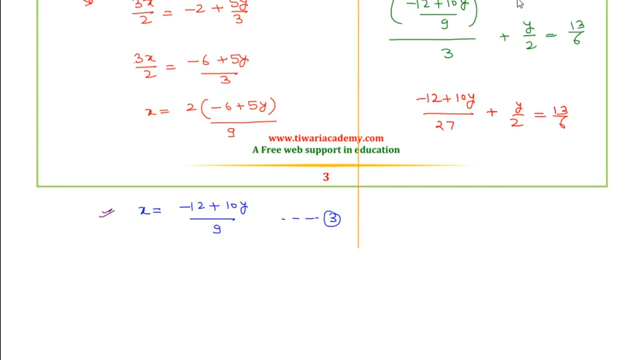 3x/2 = -2 + 5y/3
3x/2 = (-6+5y)/3
x = 2(-6+5y)/9
((-12+10y)/9)/3 + y/2 = 13/6
(-12+10y)/27 + y/2 = 13/6
www.tiwariacademy.com
A Free web support in education
3
✓ x = (-12+10y)/9 ---- ③